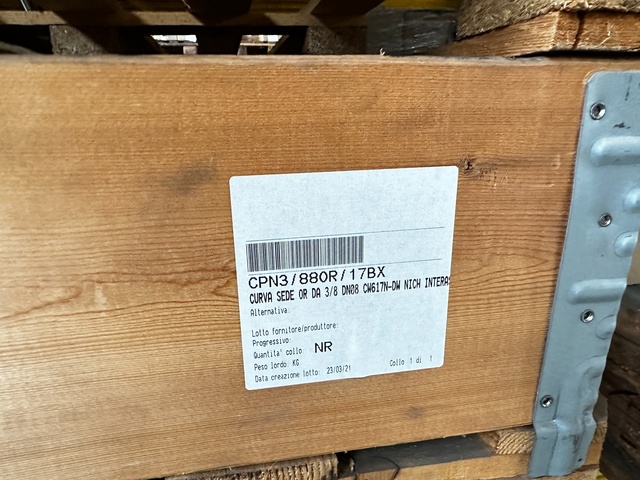 CPN3/880R/17BX
CURVA SEDE OR DA 3/8 DN08 CW617N-DW NICH INTERAS
Alternativa:
Lotto fornitore/produttore:
Progressivo:
Quantita' collo: NR
Peso lordo: KG
Collo 1 di 1
Data creazione lotto: 23/03/21